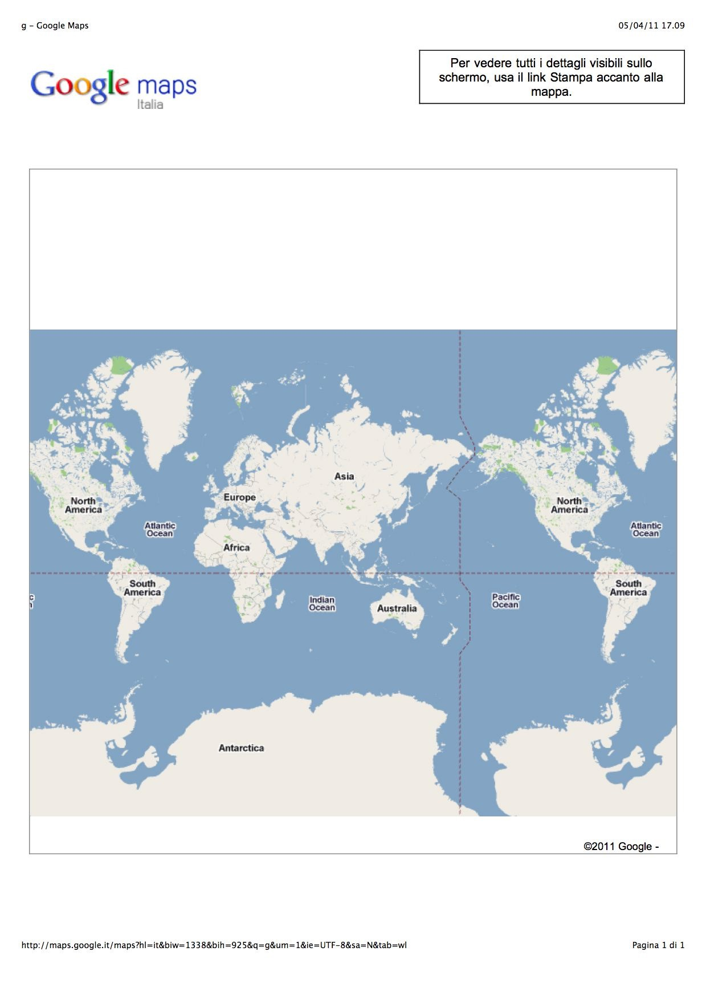 g – Google Maps
05/04/11 17.09
Per vedere tutti i dettagli visibili sullo
schermo, usa il link Stampa accanto alla
mappa.
Google maps
Italia
Asia
Europe
North
America
North
America
Atlantic
Ocean
Atlantic
Ocean
Africa
South
America
South
America
Indian
Ocean
Pacific
Ocean
c
n
Australia
Antarctica
©2011 Google -
http://maps.google.it/maps?hl=it&biw=1338&bih=925&q=g&um=1&ie=UTF-8&sa=N&tab=wl
Pagina 1 di 1